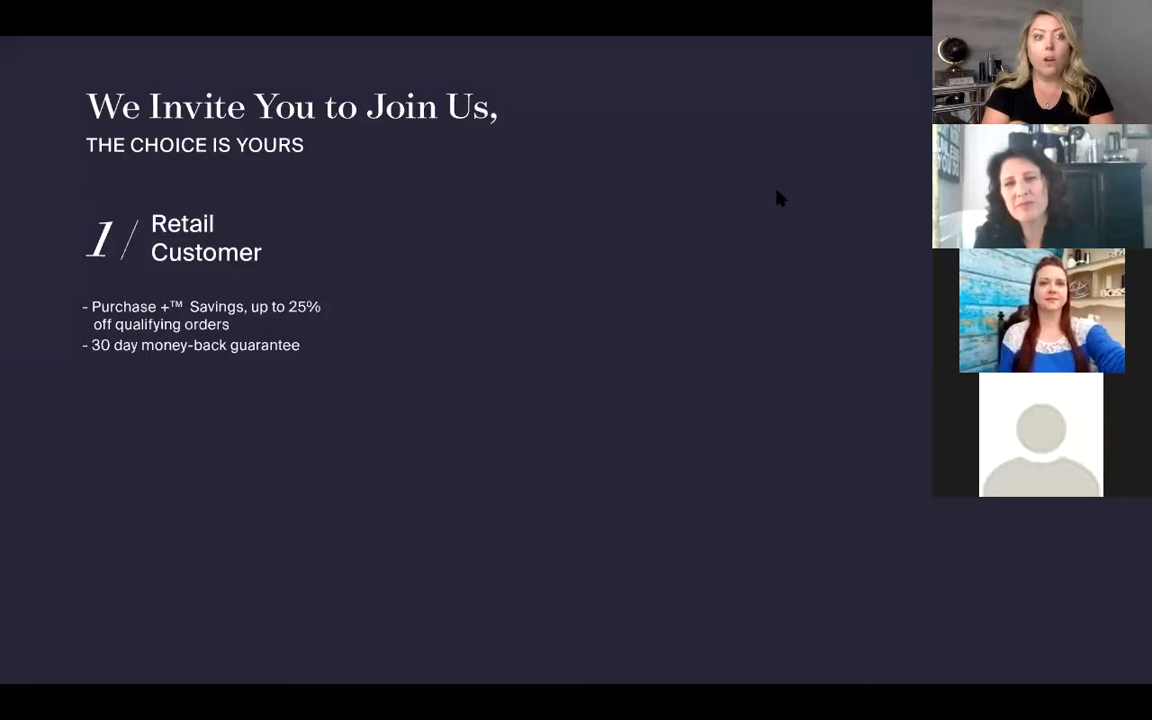 We Invite You to Join Us,
THE CHOICE IS YOURS
1/ Retail
Customer
- Purchase +™ Savings, up to 25%
off qualifying orders
- 30 day money-back guarantee